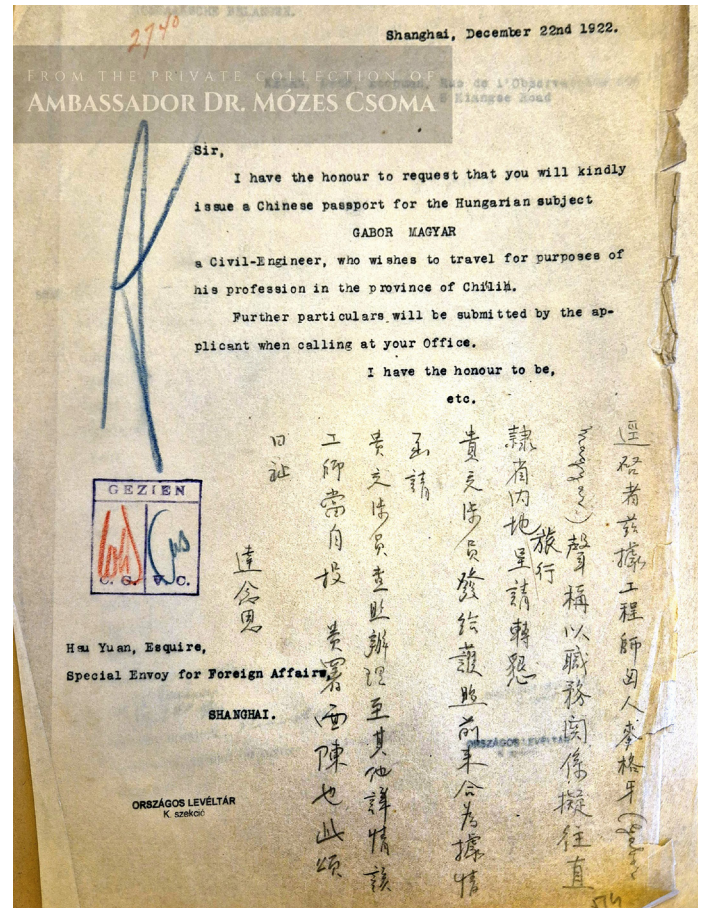 2740
Shanghai, December 22nd 1922.
FROM THE PRIVATE COLLECTION OF
AMBASSADOR DR. MÓZES CSOMA
Sir,
I have the honour to request that you will kindly
issue a Chinese passport for the Hungarian subject
GABOR MAGYAR
a Civil-Engineer, who wishes to travel for purposes of
his profession in the province of Chilih.
Further particulars will be submitted by the ap-
plicant when calling at your Office.
I have the honour to be,
etc.
逕啓者茲據工程師匈人麥格牙(
)聲稱以職務関係擬往直
隸省内地旅行呈請轉懇
貴交涉員發給護照前來合為據情
函請
貴交涉員查照辦理至其他詳情該
工師當自投貴署面陳也此頌
日祉
達念思
GEZIEN
C. G.
V. C.
Hsu Yuan, Esquire,
Special Envoy for Foreign Affairs,
SHANGHAI.
ORSZÁGOS LEVÉLTÁR
ORSZÁGOS LEVÉLTÁR
K. szekció